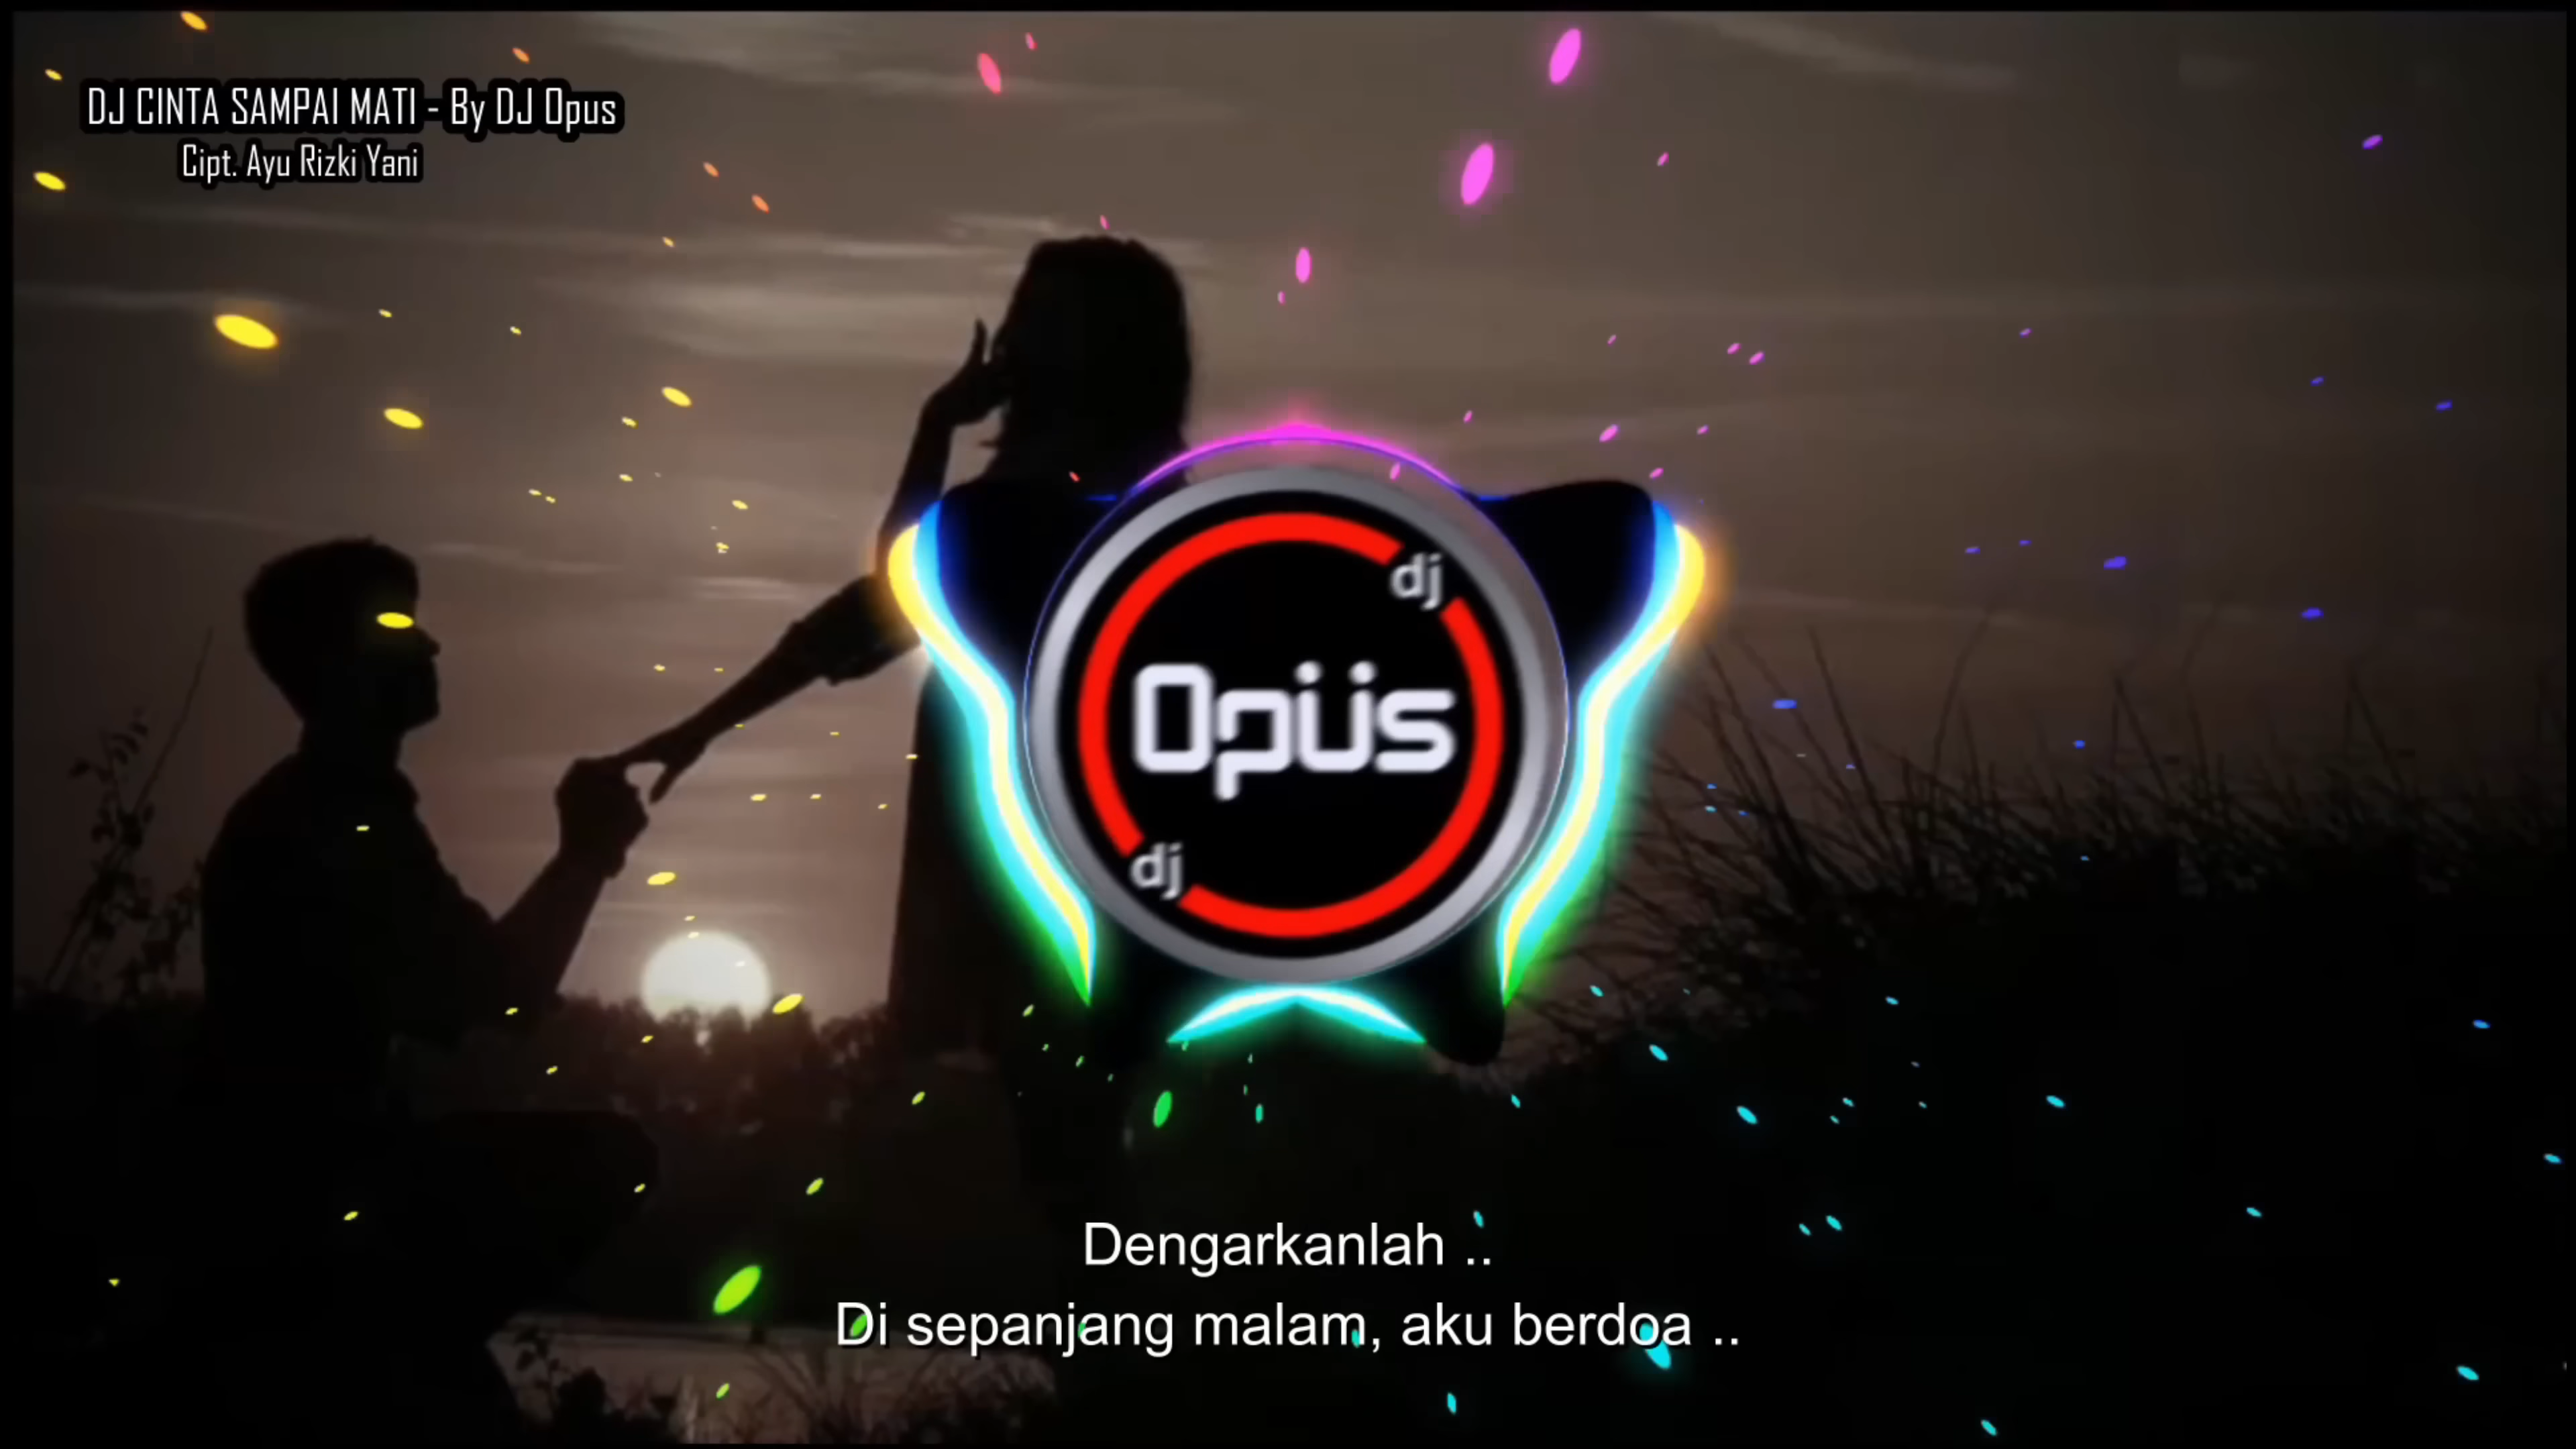 DJ CINTA SAMPAI MATI - By DJ Opus
Cipt. Ayu Rizki Yani
dj
Opüs
dj
Dengarkanlah ..
Di sepanjang malam, aku berdoa ..